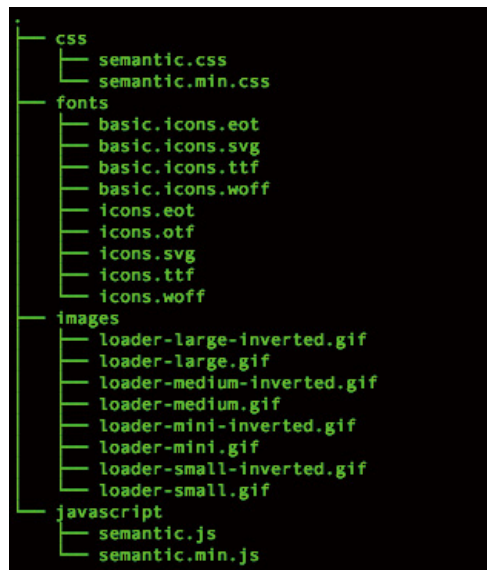 .
├── css
│   ├── semantic.css
│   └── semantic.min.css
├── fonts
│   ├── basic.icons.eot
│   ├── basic.icons.svg
│   ├── basic.icons.ttf
│   ├── basic.icons.woff
│   ├── icons.eot
│   ├── icons.otf
│   ├── icons.svg
│   ├── icons.ttf
│   └── icons.woff
├── images
│   ├── loader-large-inverted.gif
│   ├── loader-large.gif
│   ├── loader-medium-inverted.gif
│   ├── loader-medium.gif
│   ├── loader-mini-inverted.gif
│   ├── loader-mini.gif
│   ├── loader-small-inverted.gif
│   └── loader-small.gif
└── javascript
    ├── semantic.js
    └── semantic.min.js